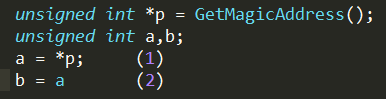 unsigned int *p = GetMagicAddress();
unsigned int a,b;
a = *p;      (1)
b = a        (2)